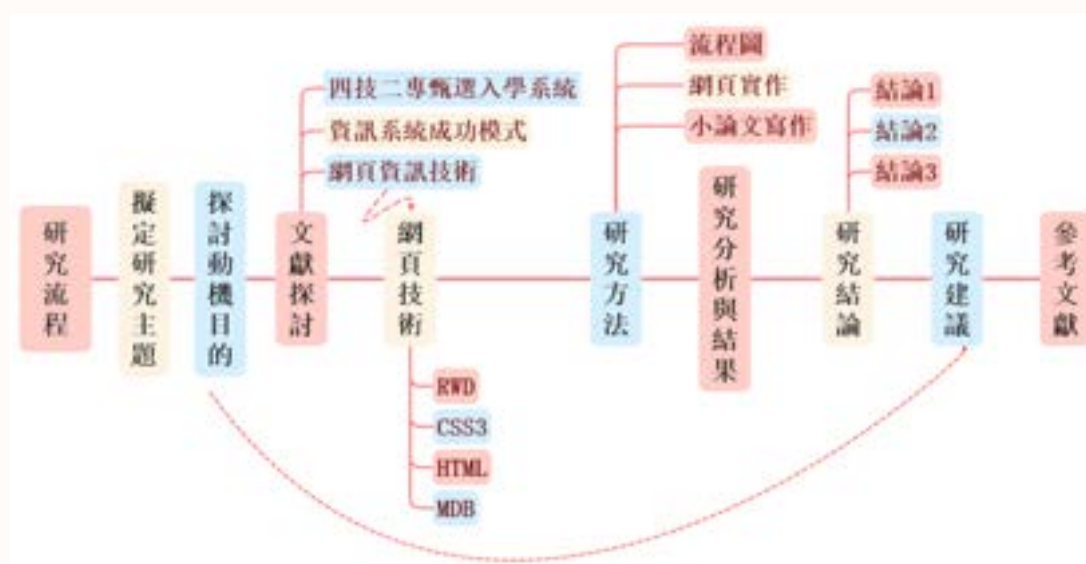 研究流程
擬定研究主題
探討動機目的
文獻探討
四技二專甄選入學系統
資訊系統成功模式
網頁資訊技術
網頁技術
RWD
CSS3
HTML
MDB
研究方法
流程圖
網頁實作
小論文寫作
研究分析與結果
研究結論
結論1
結論2
結論3
研究建議
參考文獻